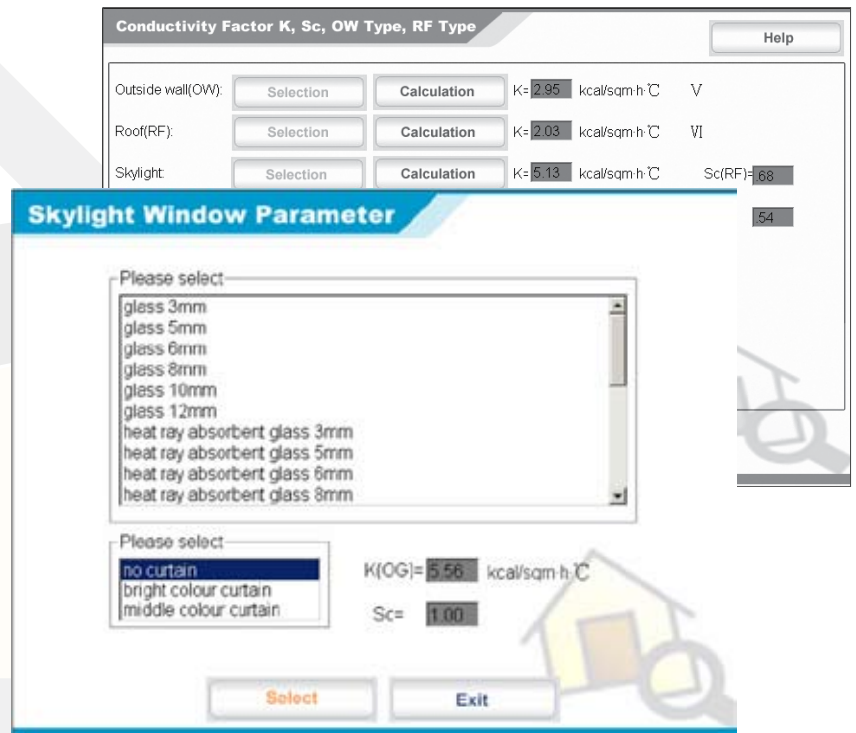 Conductivity Factor K, Sc, OW Type, RF Type
Help
Outside wall(OW): Selection Calculation K= 2.95 kcal/sqm·h·℃ Ⅴ
Roof(RF): Selection Calculation K= 2.03 kcal/sqm·h·℃ Ⅵ
Skylight: Selection Calculation K= 5.13 kcal/sqm·h·℃ Sc(RF)= .68
.54
Skylight Window Parameter
Please select
glass 3mm
glass 5mm
glass 6mm
glass 8mm
glass 10mm
glass 12mm
heat ray absorbent glass 3mm
heat ray absorbent glass 5mm
heat ray absorbent glass 6mm
heat ray absorbent glass 8mm
Please select
no curtain
bright colour curtain
middle colour curtain
K(OG)= 5.56 kcal/sqm·h·℃
Sc= 1.00
Select Exit